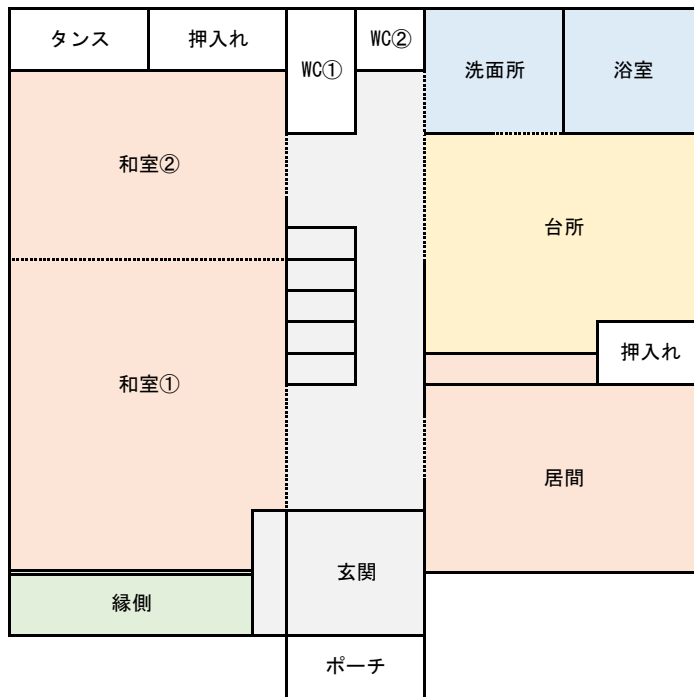 タンス
押入れ
WC①
WC②
洗面所
浴室
和室②
台所
押入れ
和室①
居間
玄関
縁側
ポーチ